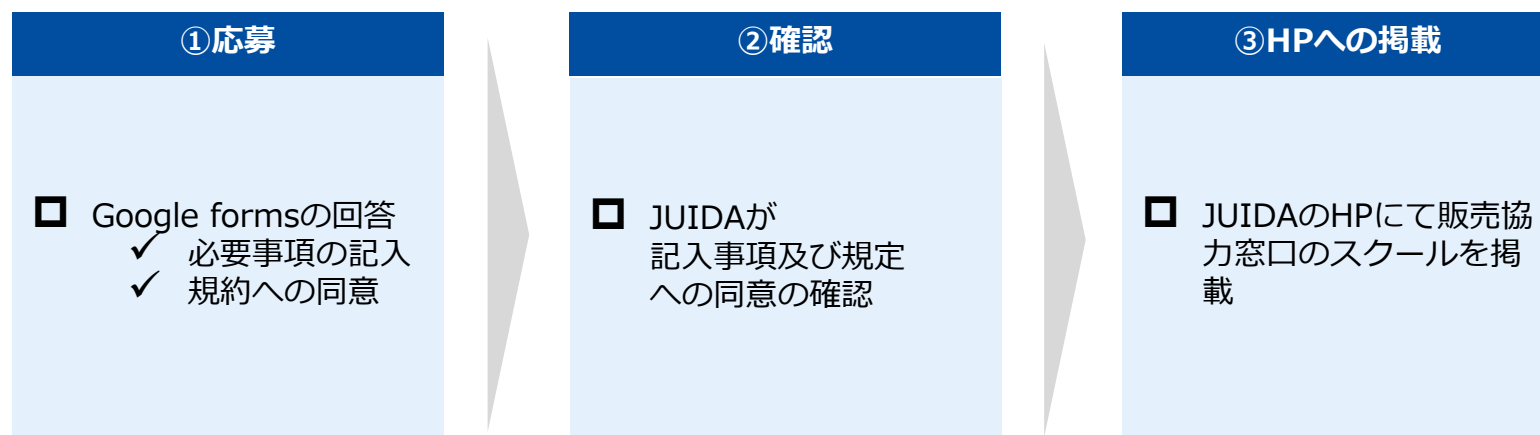 ①応募
Google formsの回答
✓ 必要事項の記入
✓ 規約への同意
②確認
JUIDAが
記入事項及び規定
への同意の確認
③HPへの掲載
JUIDAのHPにて販売協
力窓口のスクールを掲
載